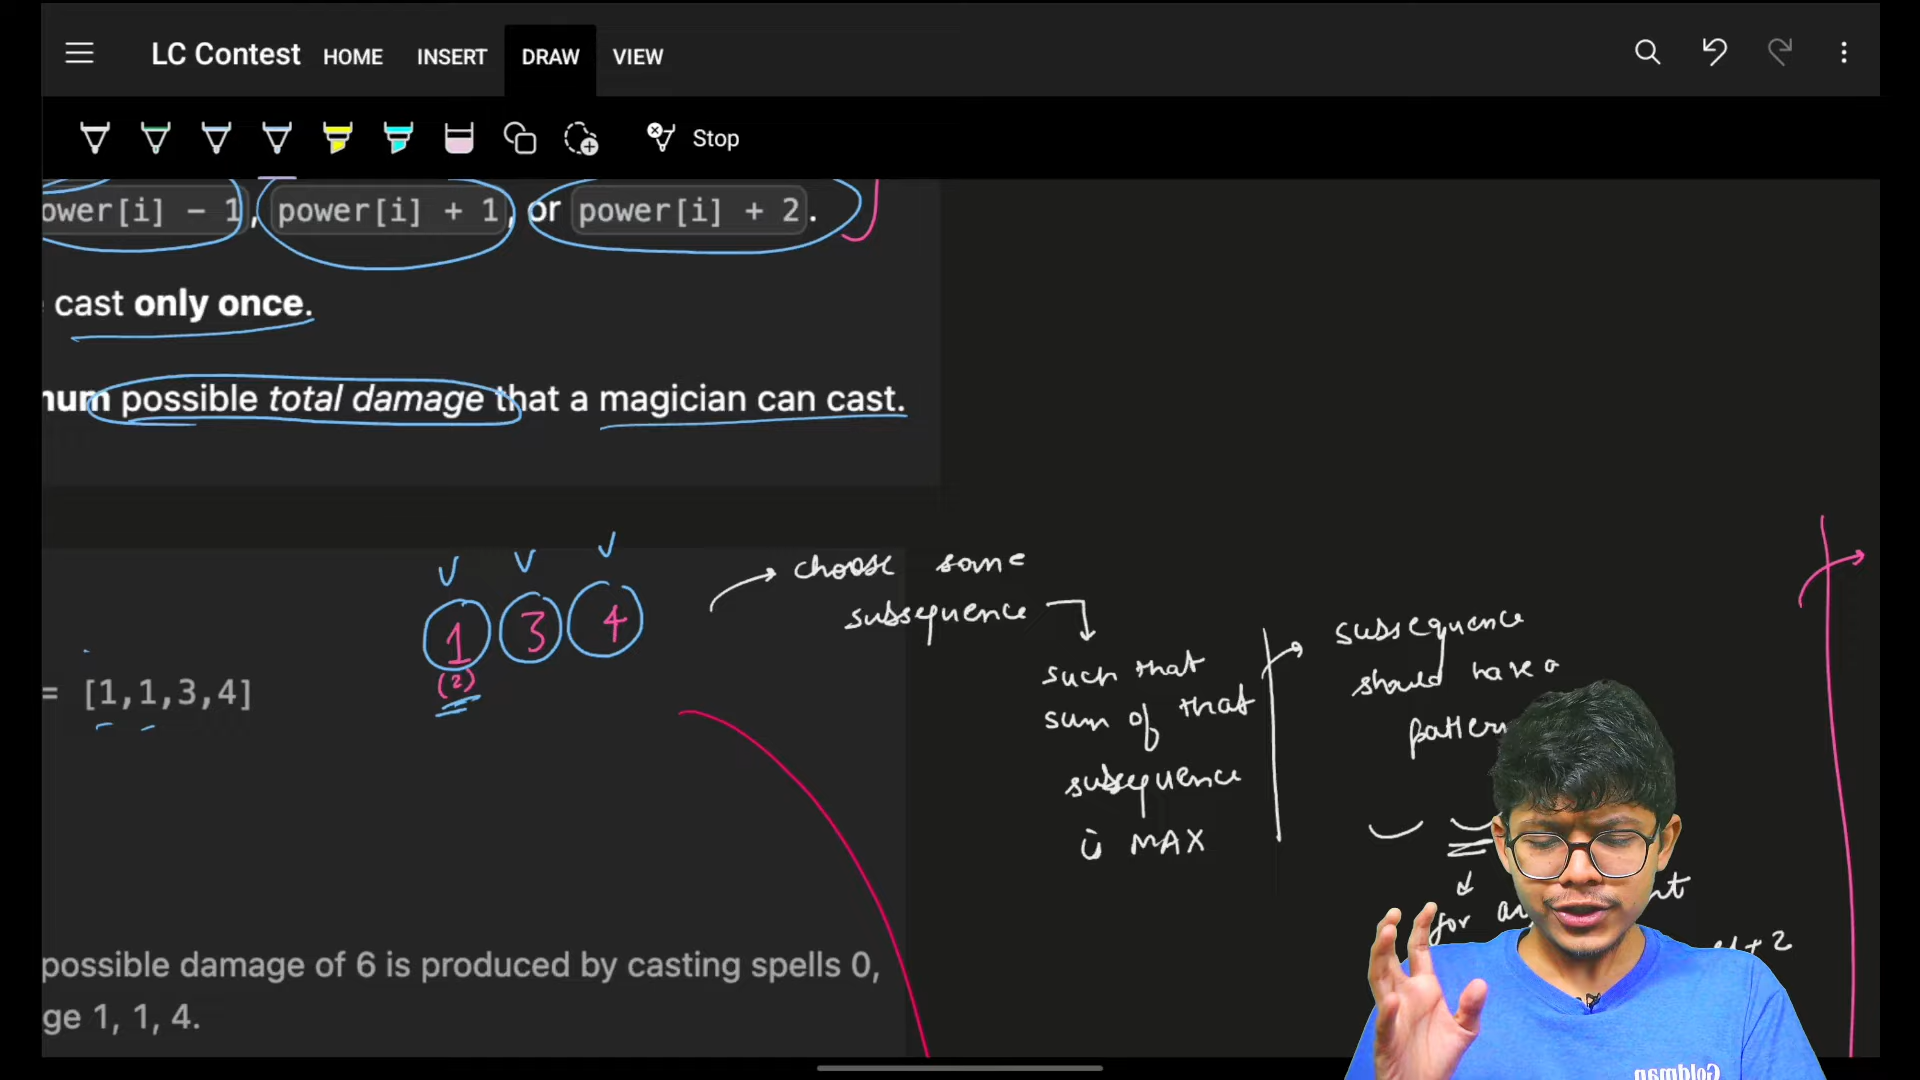 LC Contest HOME INSERT DRAW VIEW
Stop
ower[i] - 1, power[i] + 1, or power[i] + 2.
cast only once.
num possible total damage that a magician can cast.
choose some
subsequence
1 3 4
(2)
= [1,1,3,4]
such that
sum of that
subsequence
is MAX
subsequence
should have a
pattern
for
+ 2
possible damage of 6 is produced by casting spells 0,
ge 1, 1, 4.
Goldman